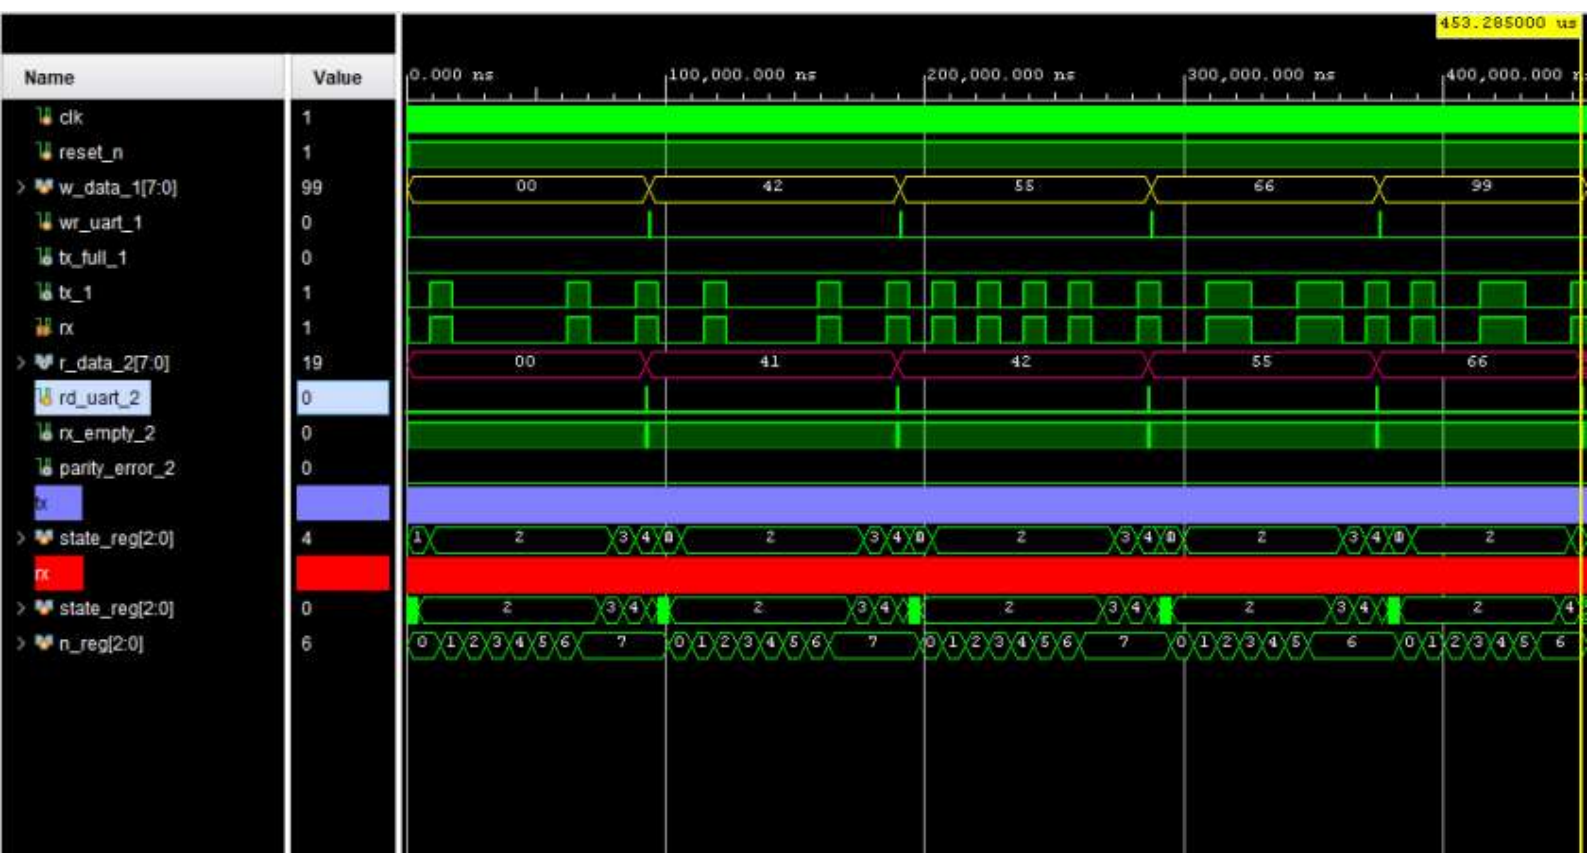 453.285000 us
Name Value 0.000 ns 100,000.000 ns 200,000.000 ns 300,000.000 ns 400,000.000
clk 1
reset_n 1
w_data_1[7:0] 99 00 42 55 66 99
wr_uart_1 0
tx_full_1 0
tx_1 1
rx 1
r_data_2[7:0] 19 00 41 42 55 66
rd_uart_2 0
rx_empty_2 0
parity_error_2 0
tx
state_reg[2:0] 4 1 2 3 4 0 2 3 4 0 2 3 4 0 2 3 4 0 2
rx
state_reg[2:0] 0 2 3 4 2 3 4 2 3 4 2 3 4 2 4
n_reg[2:0] 6 0 1 2 3 4 5 6 7 0 1 2 3 4 5 6 7 0 1 2 3 4 5 6 7 0 1 2 3 4 5 6 0 1 2 3 4 5 6